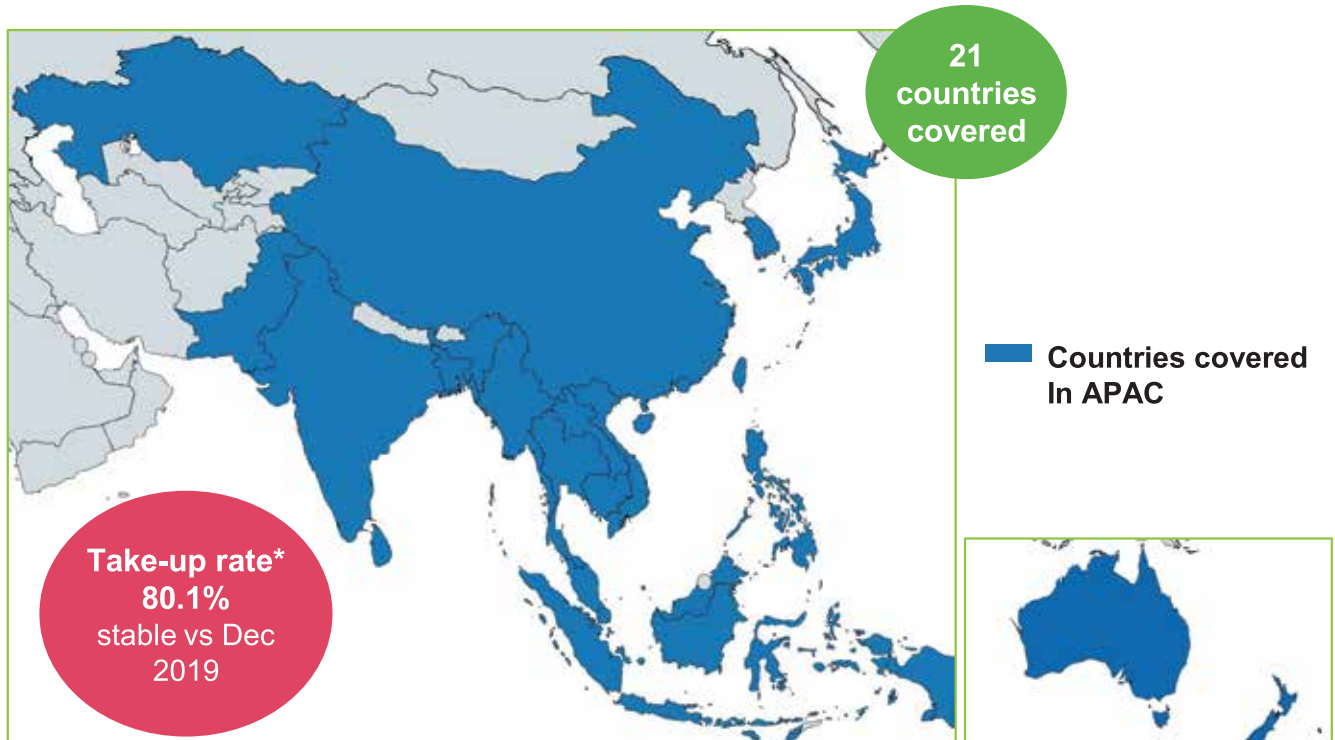 21
countries
covered
Countries covered
In APAC
Take-up rate*
80.1%
stable vs Dec
2019